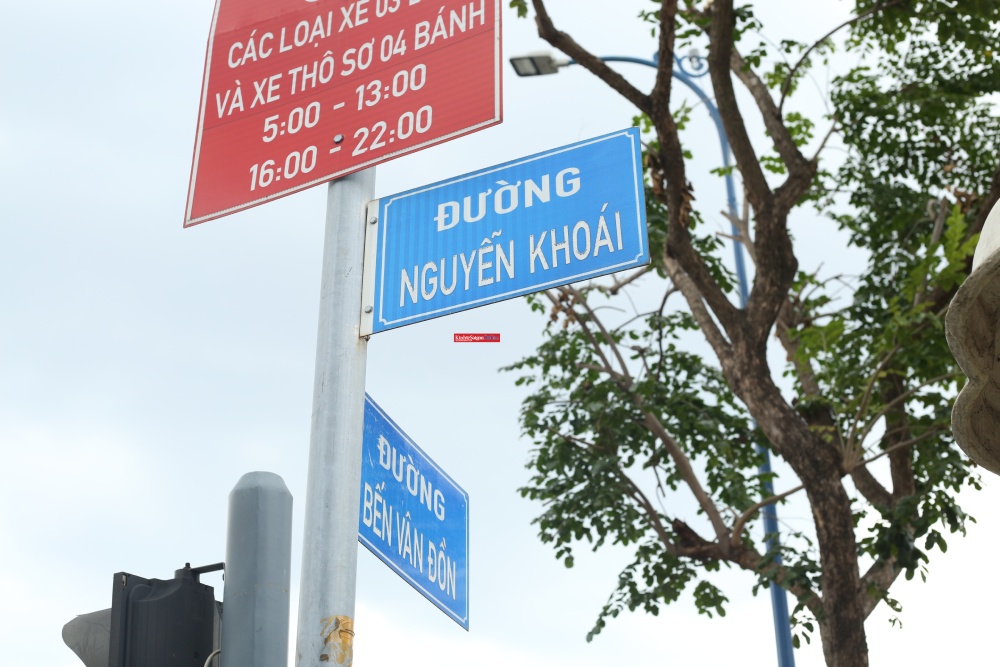 CÁC LOẠI XE 03
VÀ XE THÔ SƠ 04 BÁNH
5:00 - 13:00
16:00 - 22:00
ĐƯỜNG
NGUYỄN KHOÁI
ĐƯỜNG
BẾN VÂN ĐỒN